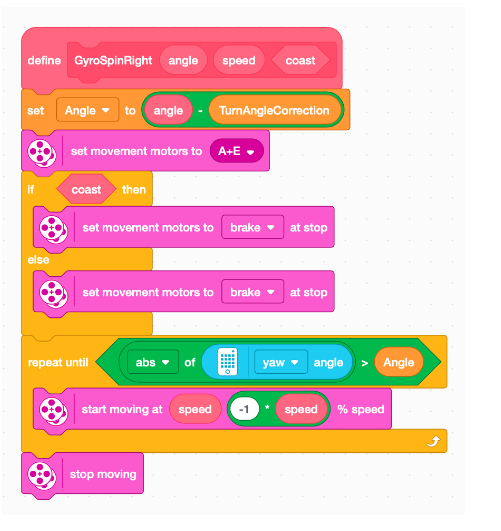 define GyroSpinRight angle speed coast
set Angle to angle - TurnAngleCorrection
set movement motors to A+E
if coast then
set movement motors to brake at stop
else
set movement motors to brake at stop
repeat until abs of yaw angle > Angle
start moving at speed -1 * speed % speed
stop moving